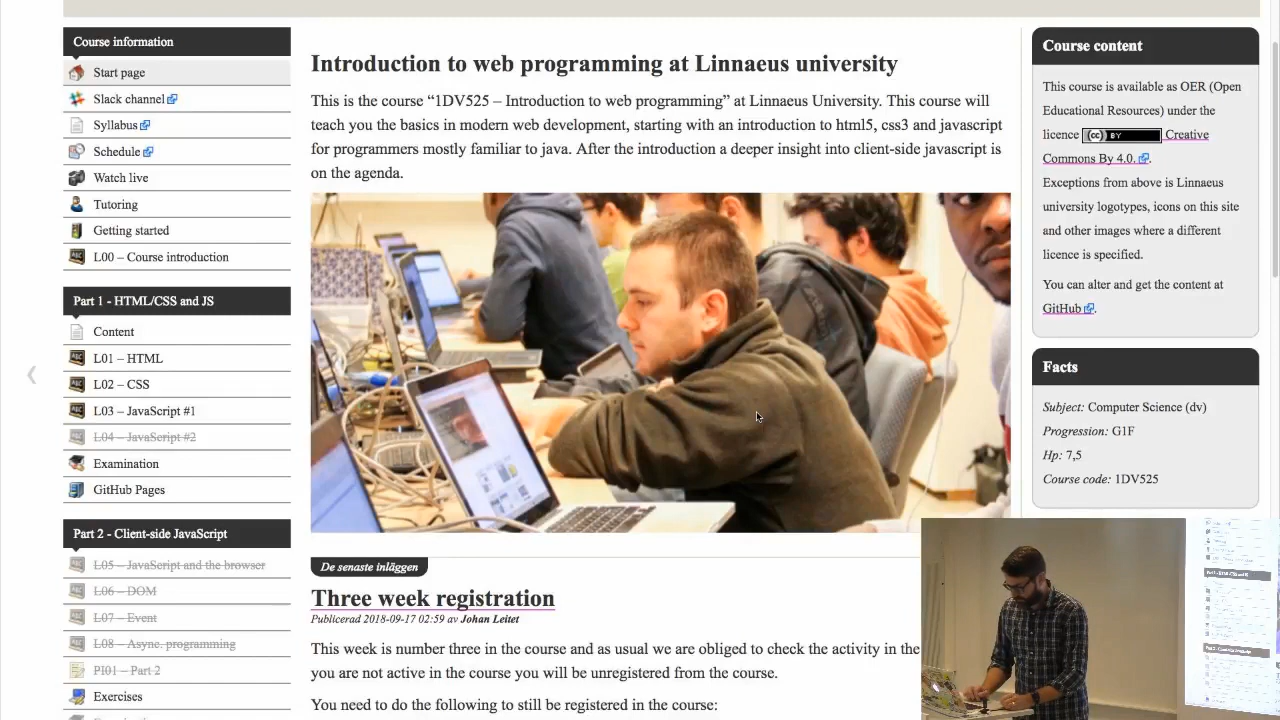 Course information
Start page
Slack channel
Syllabus
Schedule
Watch live
Tutoring
Getting started
L00 – Course introduction
Part 1 - HTML/CSS and JS
Content
L01 – HTML
L02 – CSS
L03 – JavaScript #1
L04 – JavaScript #2
Examination
GitHub Pages
Part 2 - Client-side JavaScript
L05 – JavaScript and the browser
L06 – DOM
L07 – Event
L08 – Async. programming
PI01 – Part 2
Exercises
Introduction to web programming at Linnaeus university
This is the course “1DV525 – Introduction to web programming” at Linnaeus University. This course will
teach you the basics in modern web development, starting with an introduction to html5, css3 and javascript
for programmers mostly familiar to java. After the introduction a deeper insight into client-side javascript is
on the agenda.
De senaste inläggen
Three week registration
Publicerad 2018-09-17 02:59 av Johan Leitet
This week is number three in the course and as usual we are obliged to check the activity in the
you are not active in the course you will be unregistered from the course.
You need to do the following to still be registered in the course:
Course content
This course is available as OER (Open
Educational Resources) under the
licence (cc) BY Creative
Commons By 4.0. .
Exceptions from above is Linnaeus
university logotypes, icons on this site
and other images where a different
licence is specified.
You can alter and get the content at
GitHub .
Facts
Subject: Computer Science (dv)
Progression: G1F
Hp: 7,5
Course code: 1DV525